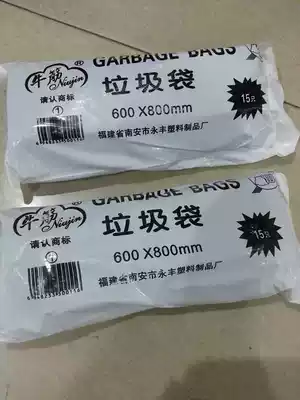 GARBAGE BAGS
牛筋®
Niujin
垃圾袋
请认商标
600X800mm
15只
福建省南安市永丰塑料制品厂
GARBAGE BAGS
牛筋®
Niujin
垃圾袋
请认商标
600X800mm
15只
福建省南安市永丰塑料制品厂